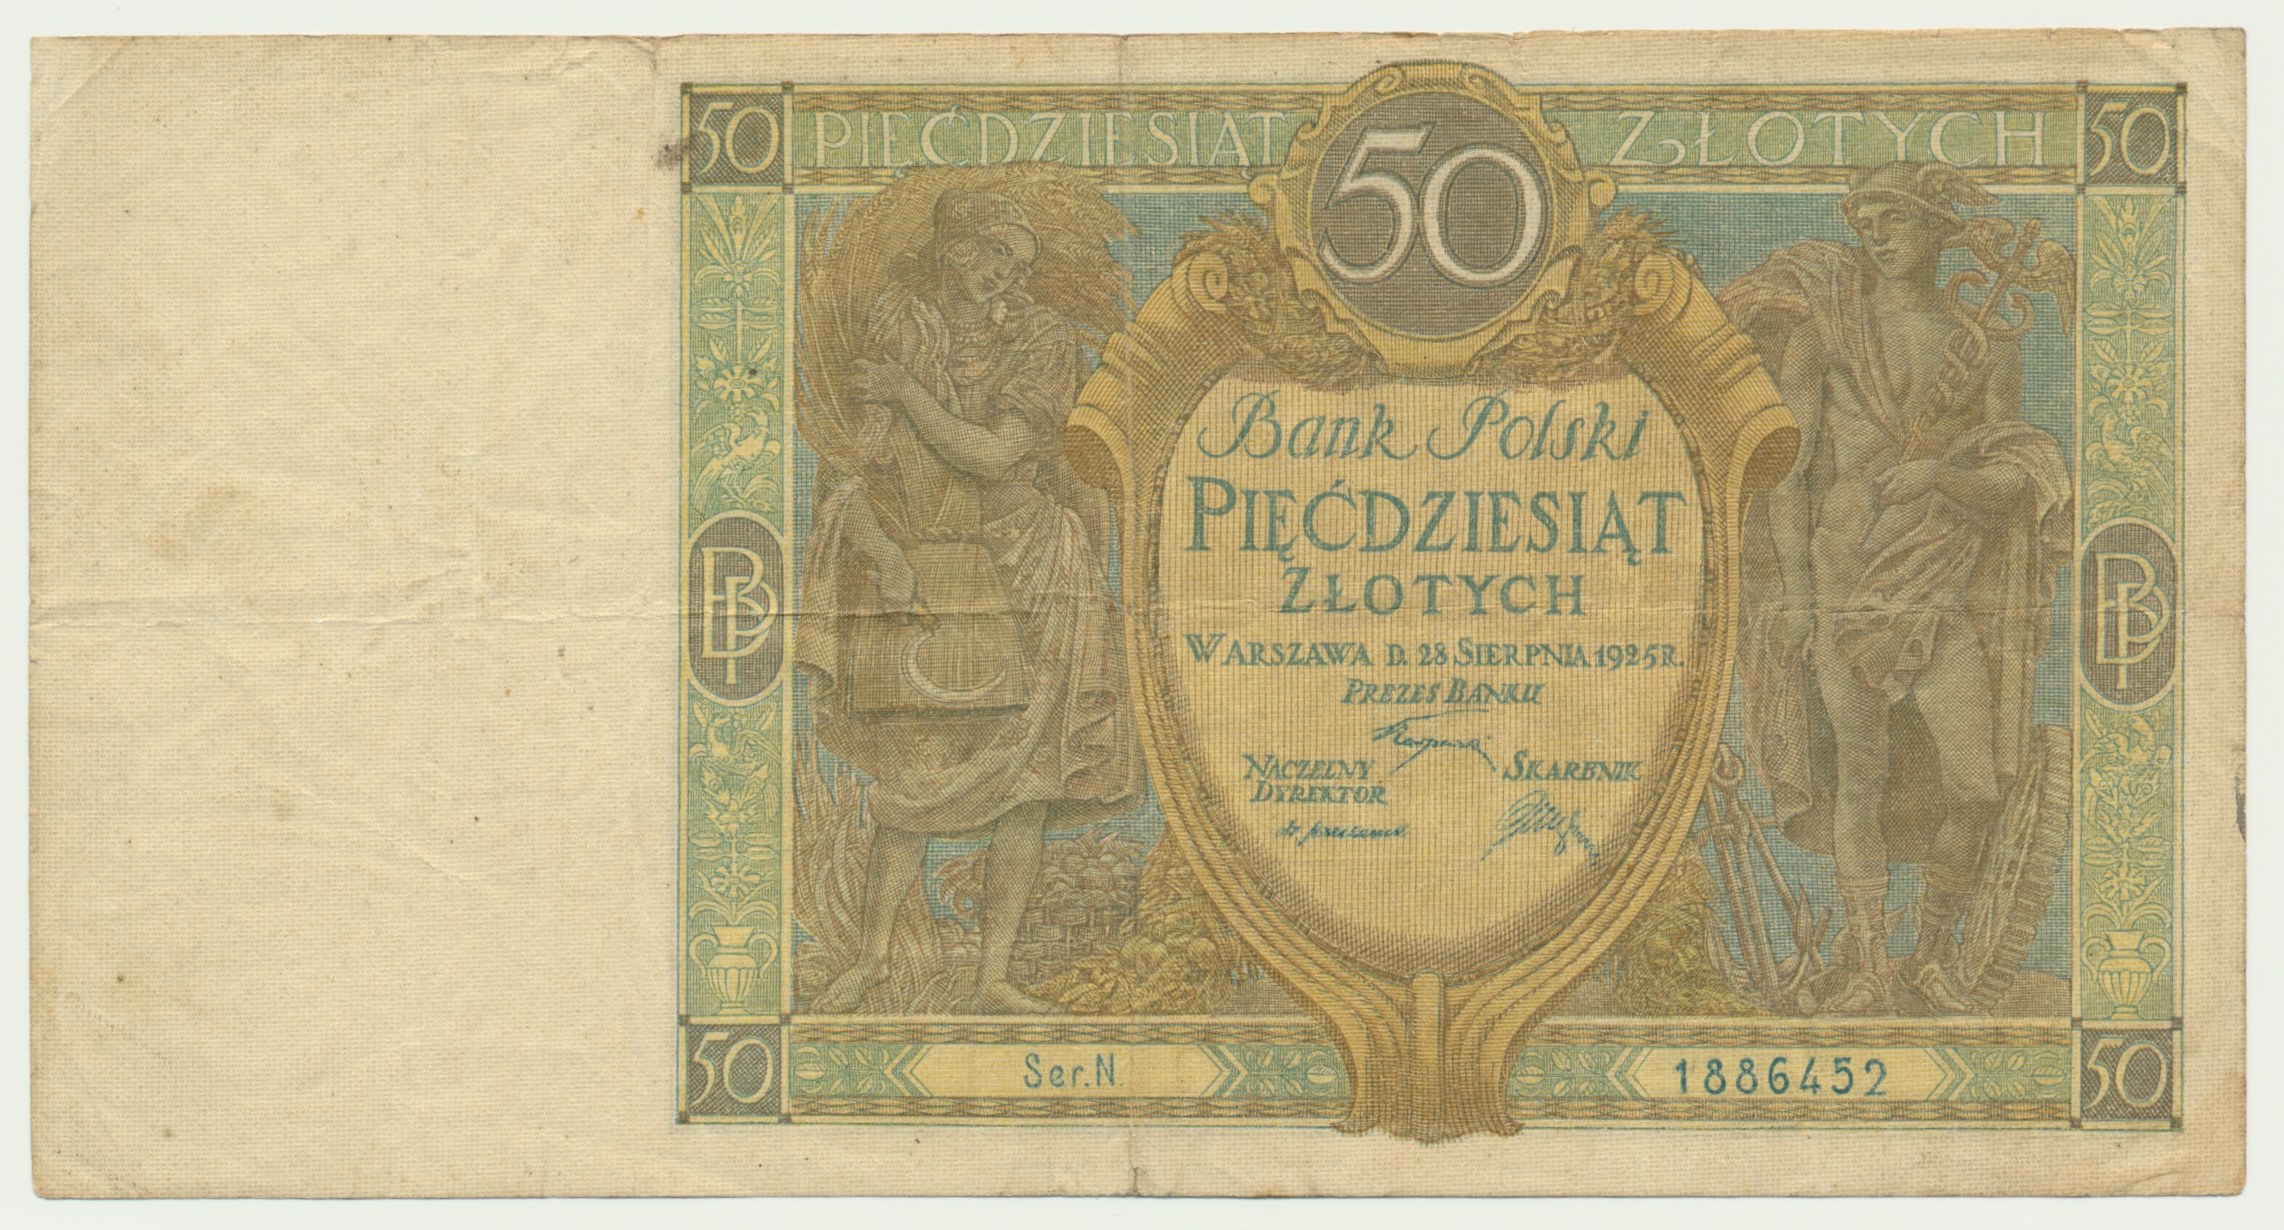 50 PIĘĆDZIESIĄT 50 ZŁOTYCH 50
Bank Polski
PIĘĆDZIESIĄT
ZŁOTYCH
WARSZAWA D. 28 SIERPNIA 1925 R.
PREZES BANKU
NACZELNY SKARBNIK
DYREKTOR
BP BP
50 Ser. N. 1886452 50